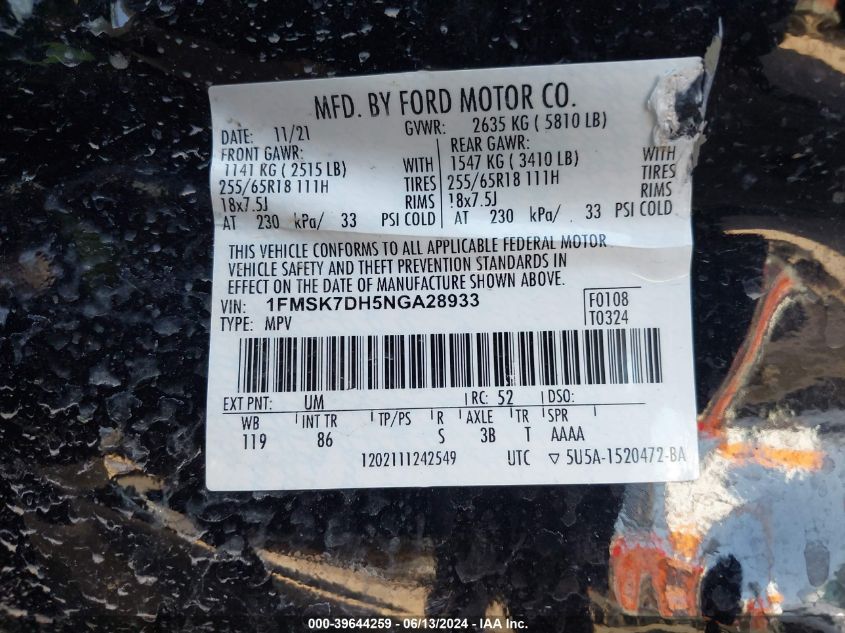 MFD. BY FORD MOTOR CO.
DATE: 11/21 GVWR: 2635 KG ( 5810 LB)
FRONT GAWR: REAR GAWR:
1141 KG ( 2515 LB) WITH 1547 KG ( 3410 LB) WITH
255/65R18 111H TIRES 255/65R18 111H TIRES
18x7.5J RIMS 18x7.5J RIMS
AT 230 kPa/ 33 PSI COLD AT 230 kPa/ 33 PSI COLD
THIS VEHICLE CONFORMS TO ALL APPLICABLE FEDERAL MOTOR
VEHICLE SAFETY AND THEFT PREVENTION STANDARDS IN
EFFECT ON THE DATE OF MANUFACTURE SHOWN ABOVE.
VIN: 1FMSK7DH5NGA28933 F0108
TYPE: MPV T0324
EXT PNT: UM RC: 52 DSO:
WB INT TR TP/PS R AXLE TR SPR
119 86 S 3B T AAAA
1202111242549 UTC ▽ 5U5A-1520472-BA
000-39644259 - 06/13/2024 - IAA Inc.